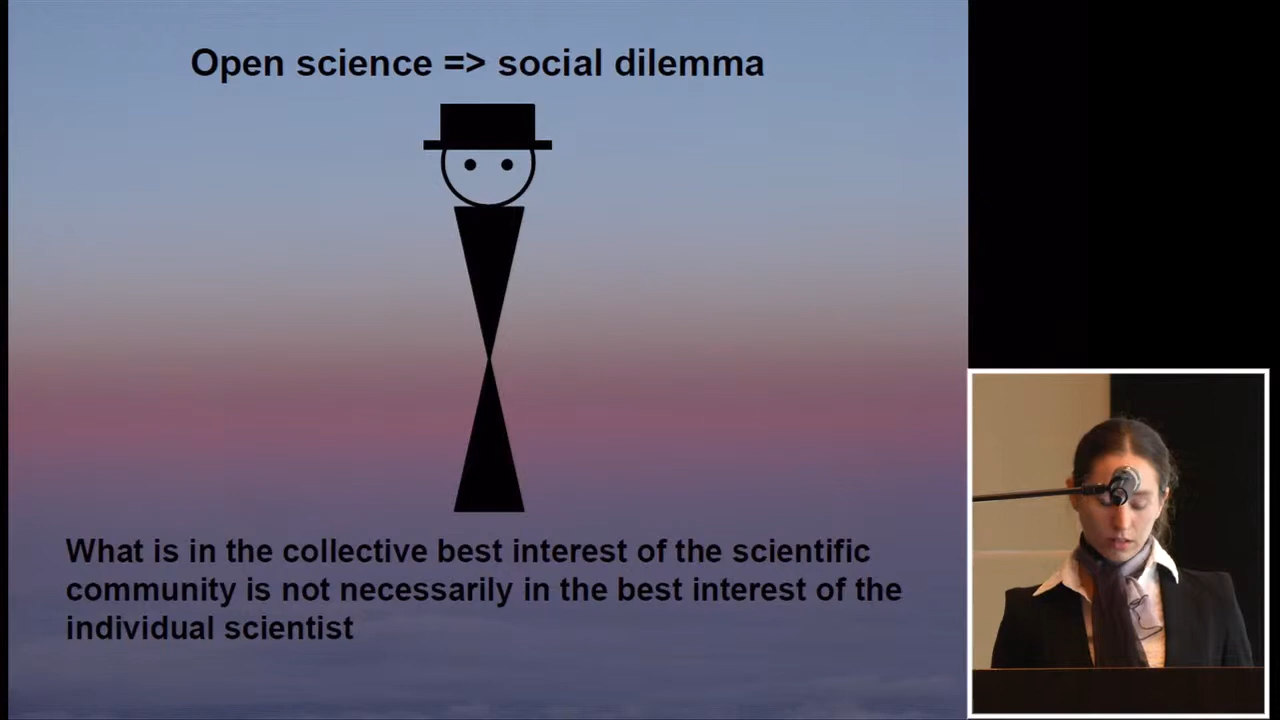 Open science => social dilemma
What is in the collective best interest of the scientific
community is not necessarily in the best interest of the
individual scientist